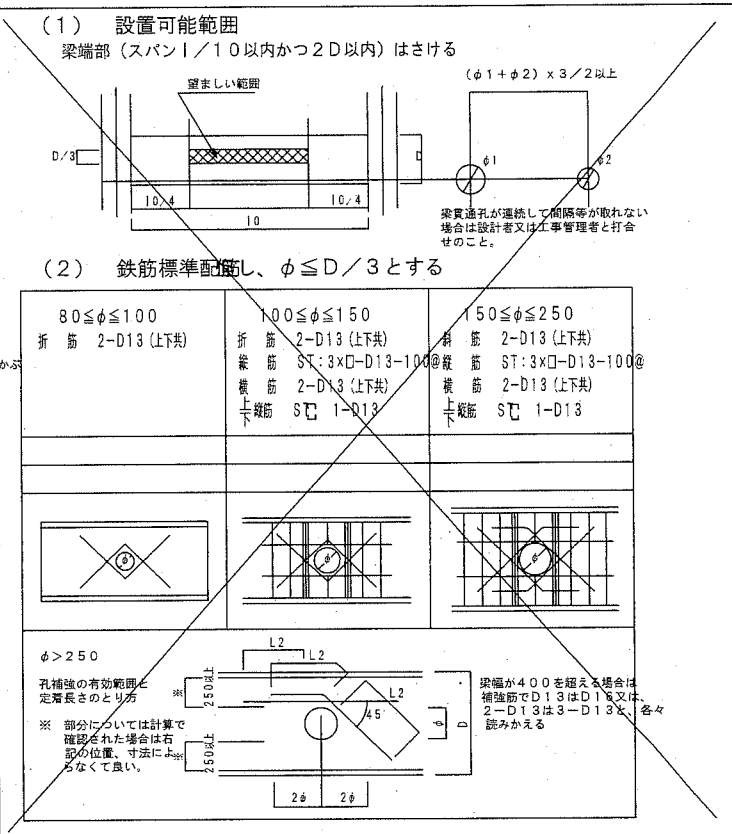 (1) 設置可能範囲
梁端部(スパンl/10以内かつ2D以内)はさける
望ましい範囲
(φ1+φ2)x3/2以上
D/3
D
φ1
φ2
10/4
10/4
10
梁貫通孔が連続して間隔等が取れない
場合は設計者又は工事管理者と打合
せのこと。
(2) 鉄筋標準配筋し、φ≦D/3とする
80≦φ≦100
折 筋 2-D13(上下共)
100≦φ≦150
折 筋 2-D13(上下共)
縦 筋 ST:3x□-D13-100@
横 筋 2-D13(上下共)
上下縦筋 ST 1-D13
150≦φ≦250
斜 筋 2-D13(上下共)
縦 筋 ST:3x□-D13-100@
横 筋 2-D13(上下共)
上下縦筋 ST 1-D13
かぶ
φ
φ
φ
φ>250
孔補強の有効範囲と
定着長さのとり方
※ 部分については計算で
確認された場合は右
記の位置、寸法によ
らなくて良い。
L2
L2
L2
※
250以上
※
250以上
45
φ
D
2φ
2φ
梁幅が400を超える場合は
補強筋でD13はD16又は、
2-D13は3-D13と、各々
読みかえる